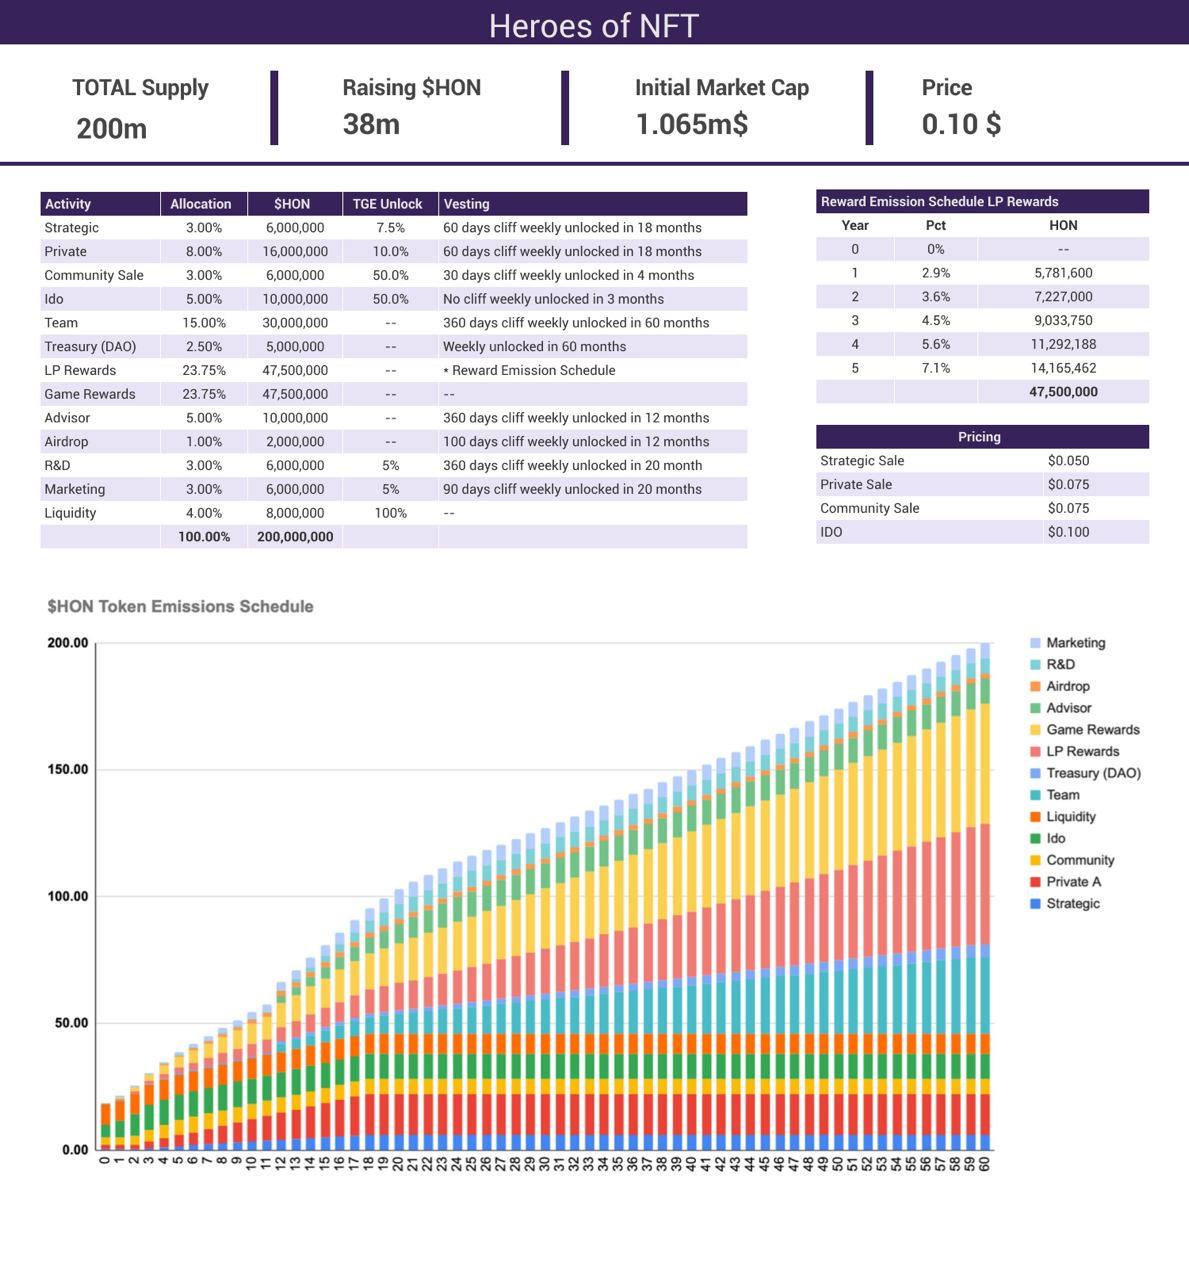 Heroes of NFT
TOTAL Supply
200m
Raising $HON
38m
Initial Market Cap
1.065m$
Price
0.10 $
Activity Allocation $HON TGE Unlock Vesting
Strategic 3.00% 6,000,000 7.5% 60 days cliff weekly unlocked in 18 months
Private 8.00% 16,000,000 10.0% 60 days cliff weekly unlocked in 18 months
Community Sale 3.00% 6,000,000 50.0% 30 days cliff weekly unlocked in 4 months
Ido 5.00% 10,000,000 50.0% No cliff weekly unlocked in 3 months
Team 15.00% 30,000,000 -- 360 days cliff weekly unlocked in 60 months
Treasury (DAO) 2.50% 5,000,000 -- Weekly unlocked in 60 months
LP Rewards 23.75% 47,500,000 -- * Reward Emission Schedule
Game Rewards 23.75% 47,500,000 -- --
Advisor 5.00% 10,000,000 -- 360 days cliff weekly unlocked in 12 months
Airdrop 1.00% 2,000,000 -- 100 days cliff weekly unlocked in 12 months
R&D 3.00% 6,000,000 5% 360 days cliff weekly unlocked in 20 month
Marketing 3.00% 6,000,000 5% 90 days cliff weekly unlocked in 20 months
Liquidity 4.00% 8,000,000 100% --
100.00% 200,000,000
Reward Emission Schedule LP Rewards
Year Pct HON
0 0% --
1 2.9% 5,781,600
2 3.6% 7,227,000
3 4.5% 9,033,750
4 5.6% 11,292,188
5 7.1% 14,165,462
47,500,000
Pricing
Strategic Sale $0.050
Private Sale $0.075
Community Sale $0.075
IDO $0.100
$HON Token Emissions Schedule
200.00
150.00
100.00
50.00
0.00
0 1 2 3 4 5 6 7 8 9 10 11 12 13 14 15 16 17 18 19 20 21 22 23 24 25 26 27 28 29 30 31 32 33 34 35 36 37 38 39 40 41 42 43 44 45 46 47 48 49 50 51 52 53 54 55 56 57 58 59 60
Marketing
R&D
Airdrop
Advisor
Game Rewards
LP Rewards
Treasury (DAO)
Team
Liquidity
Ido
Community
Private A
Strategic